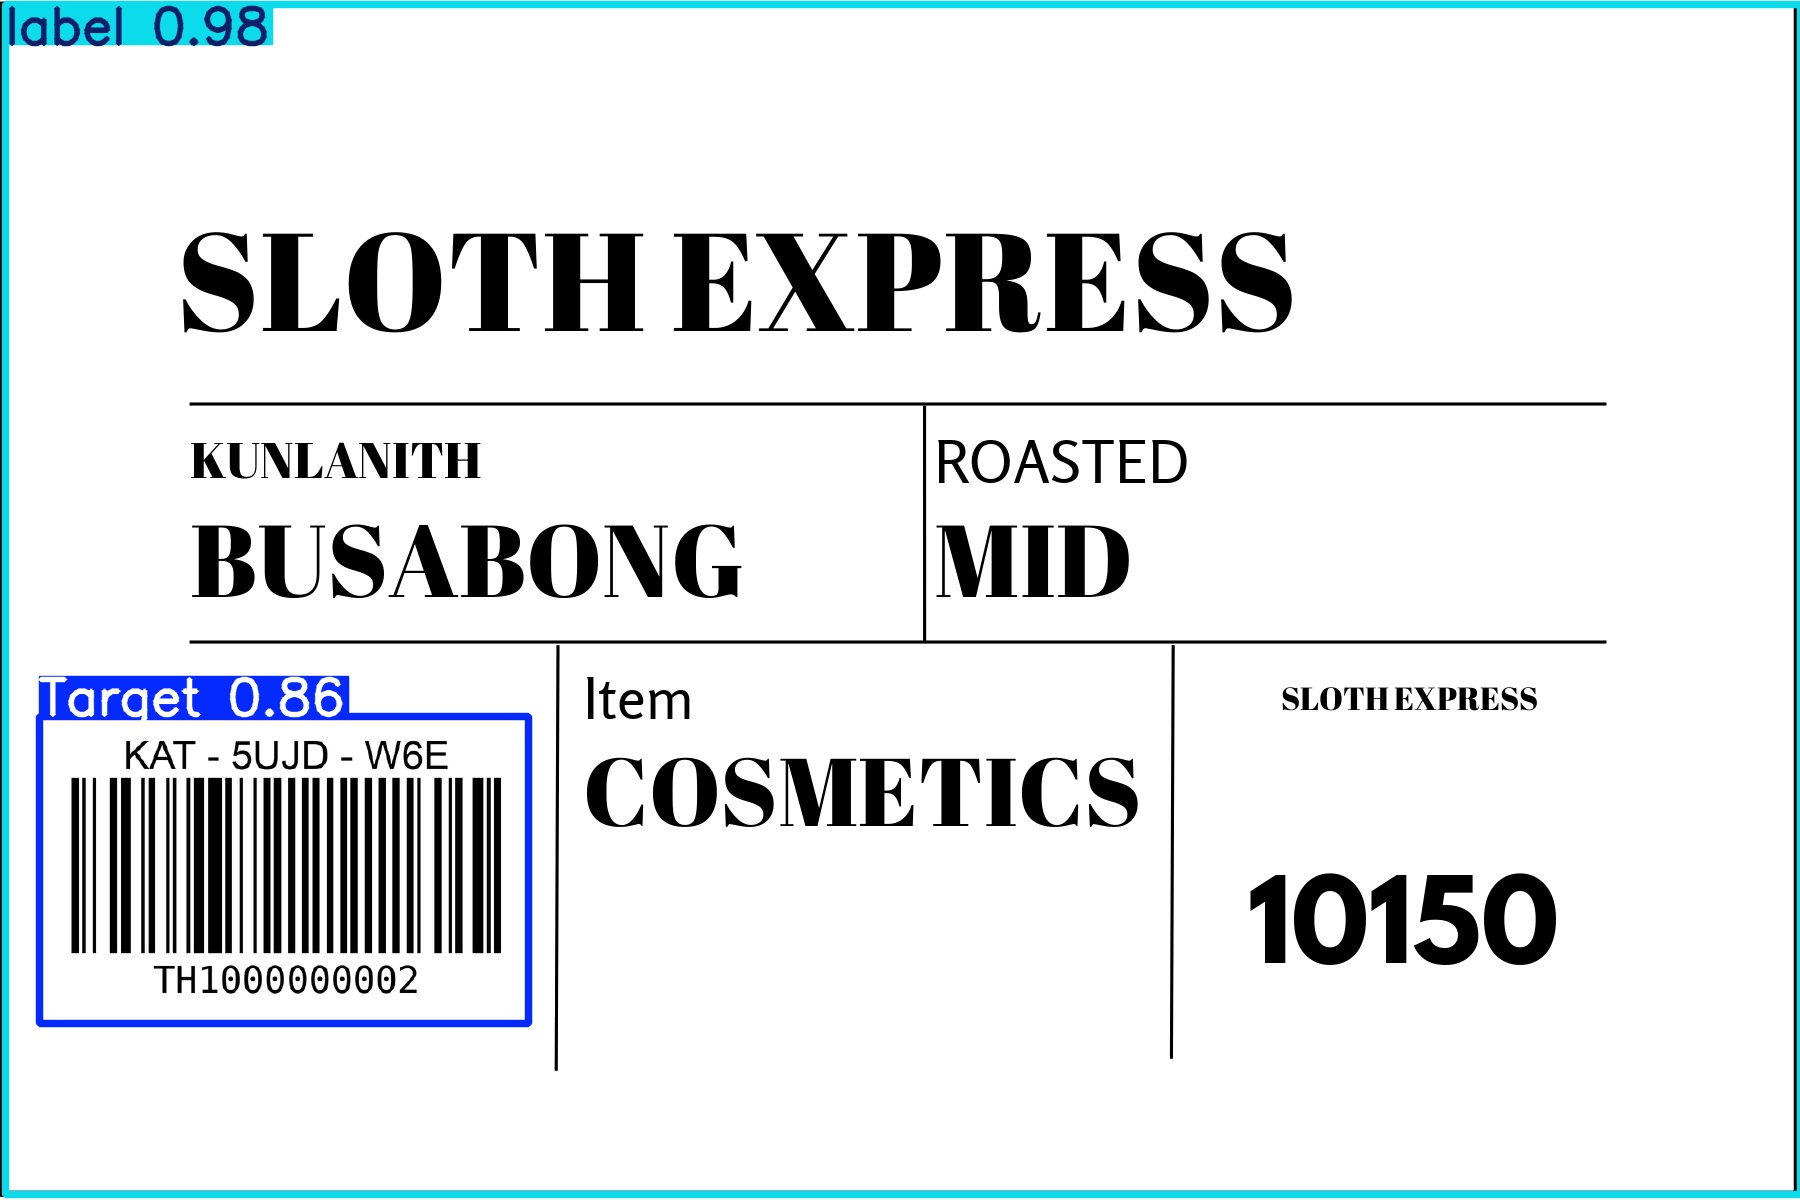 label 0.98
SLOTH EXPRESS
KUNLANITH
BUSABONG
ROASTED
MID
Target 0.86
KAT - 5UJD - W6E
TH1000000002
Item
COSMETICS
SLOTH EXPRESS
10150